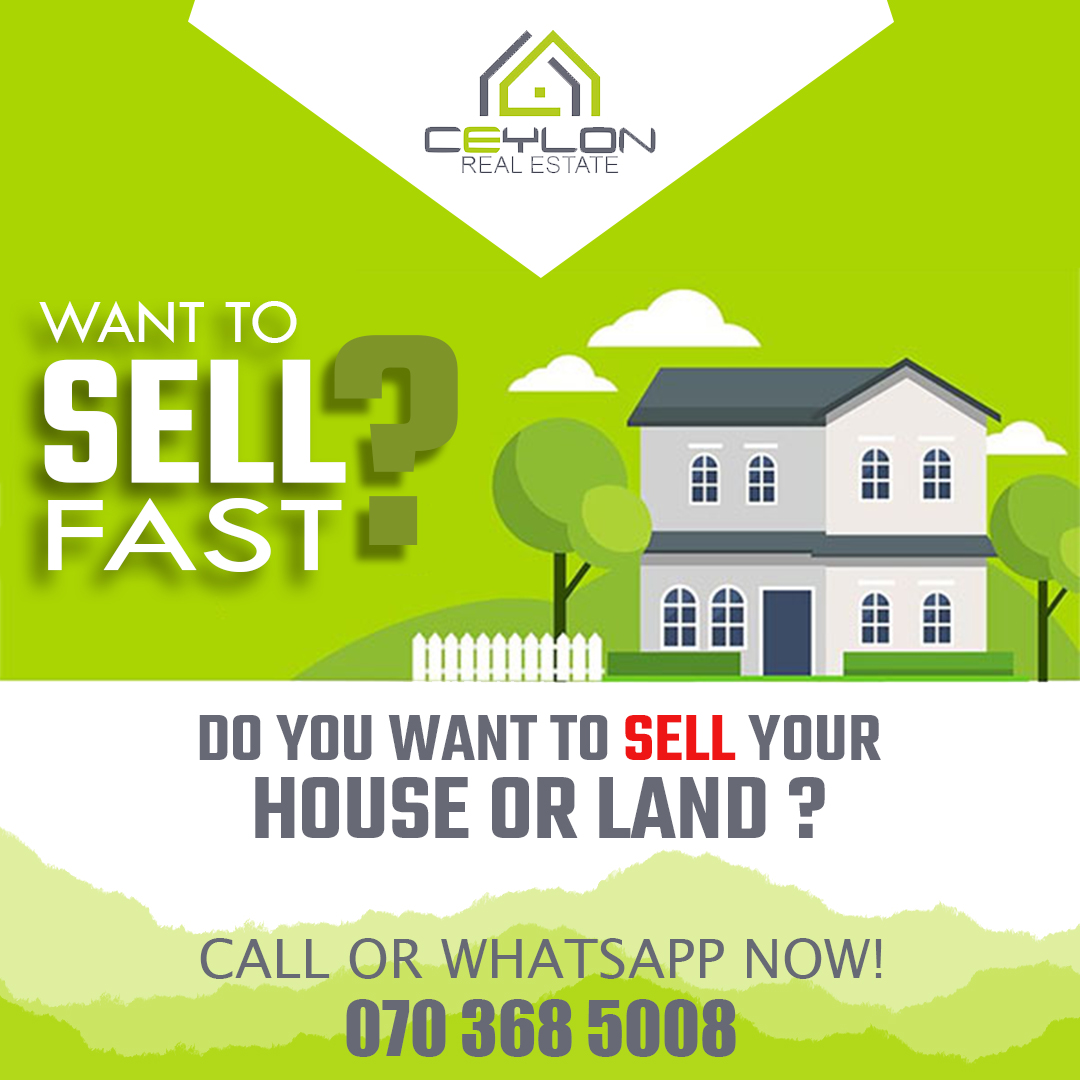 CEYLON
REAL ESTATE
WANT TO
SELL?
FAST
DO YOU WANT TO SELL YOUR
HOUSE OR LAND ?
CALL OR WHATSAPP NOW!
070 368 5008